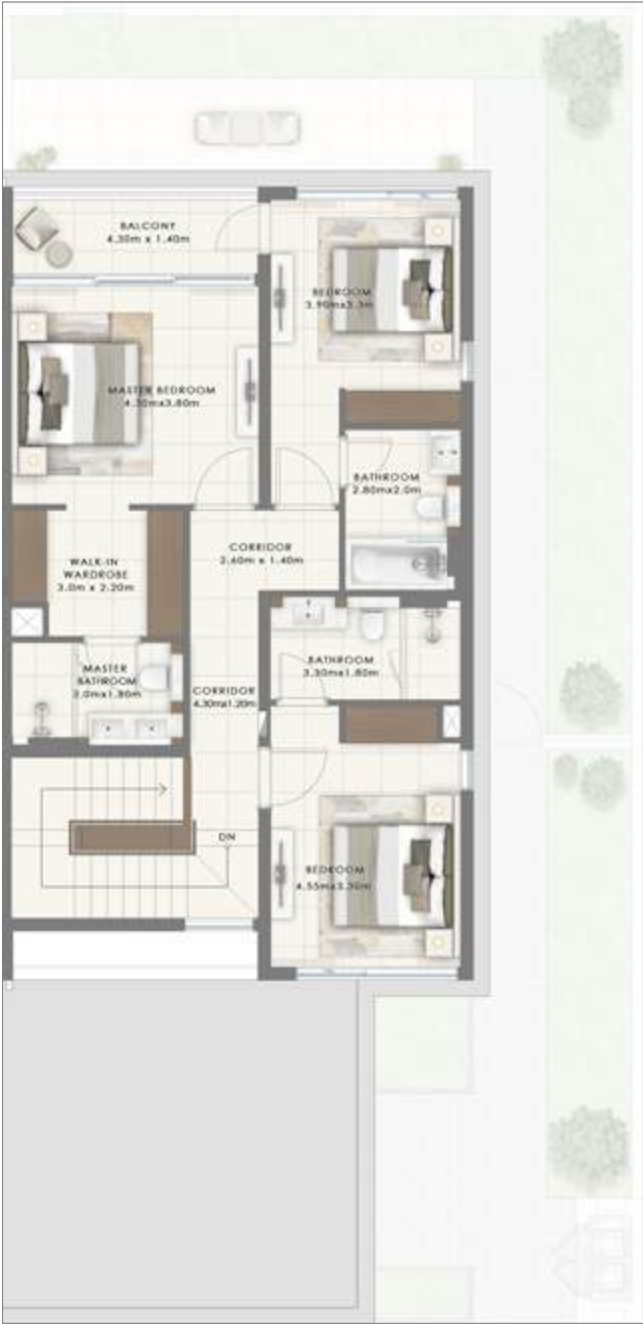 BALCONY
4.30m x 1.40m
BEDROOM
3.90mx3.3m
MASTER BEDROOM
4.30mx3.80m
BATHROOM
2.80mx2.0m
CORRIDOR
2.60m x 1.40m
WALK-IN
WARDROBE
3.0m x 2.20m
MASTER
BATHROOM
2.0mx1.80m
BATHROOM
3.30mx1.80m
CORRIDOR
4.30mx1.20m
DN
BEDROOM
4.55mx3.30m